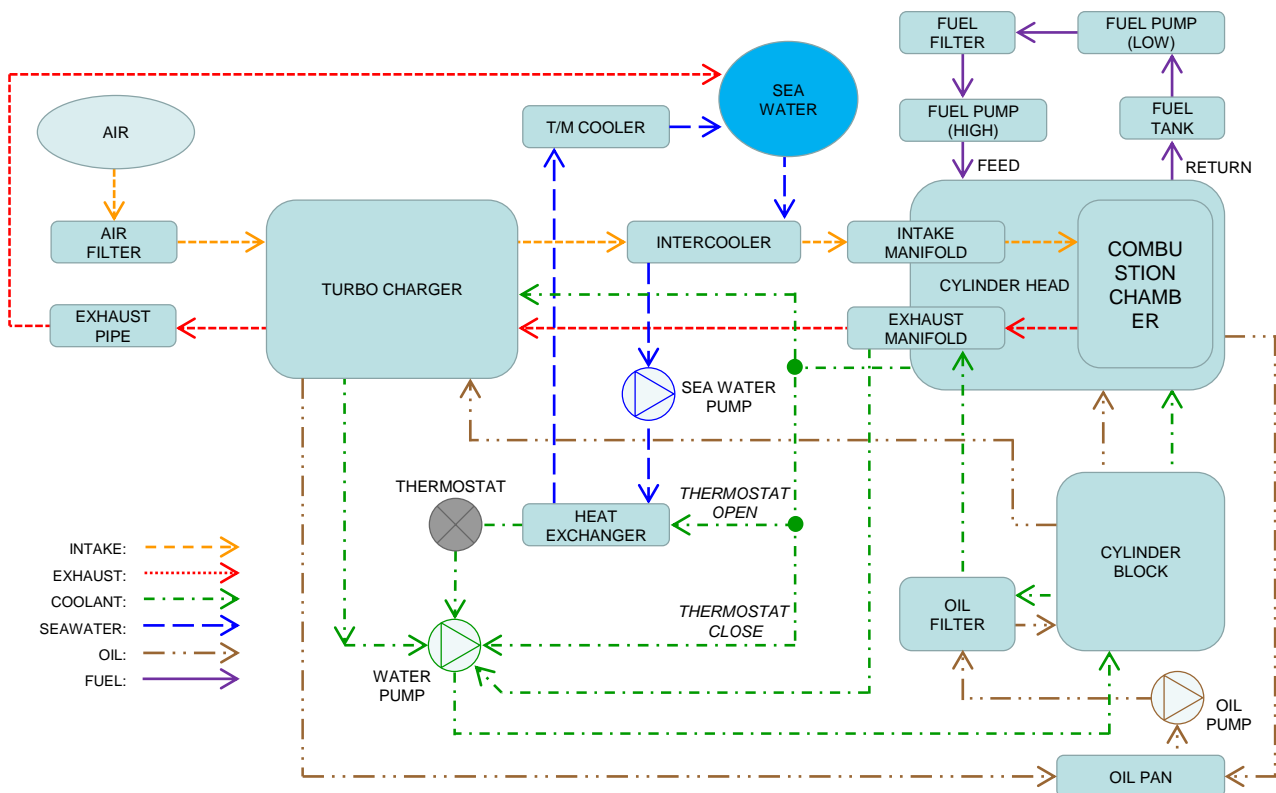 FUEL
FILTER
FUEL PUMP
(LOW)
SEA
WATER
AIR
T/M COOLER
FUEL PUMP
(HIGH)
FUEL
TANK
FEED
RETURN
AIR
FILTER
TURBO CHARGER
INTERCOOLER
INTAKE
MANIFOLD
COMBU
STION
CHAMB
ER
CYLINDER HEAD
EXHAUST
PIPE
EXHAUST
MANIFOLD
SEA WATER
PUMP
THERMOSTAT
THERMOSTAT
OPEN
HEAT
EXCHANGER
CYLINDER
BLOCK
INTAKE:
EXHAUST:
COOLANT:
SEAWATER:
OIL:
FUEL:
THERMOSTAT
CLOSE
OIL
FILTER
WATER
PUMP
OIL
PUMP
OIL PAN